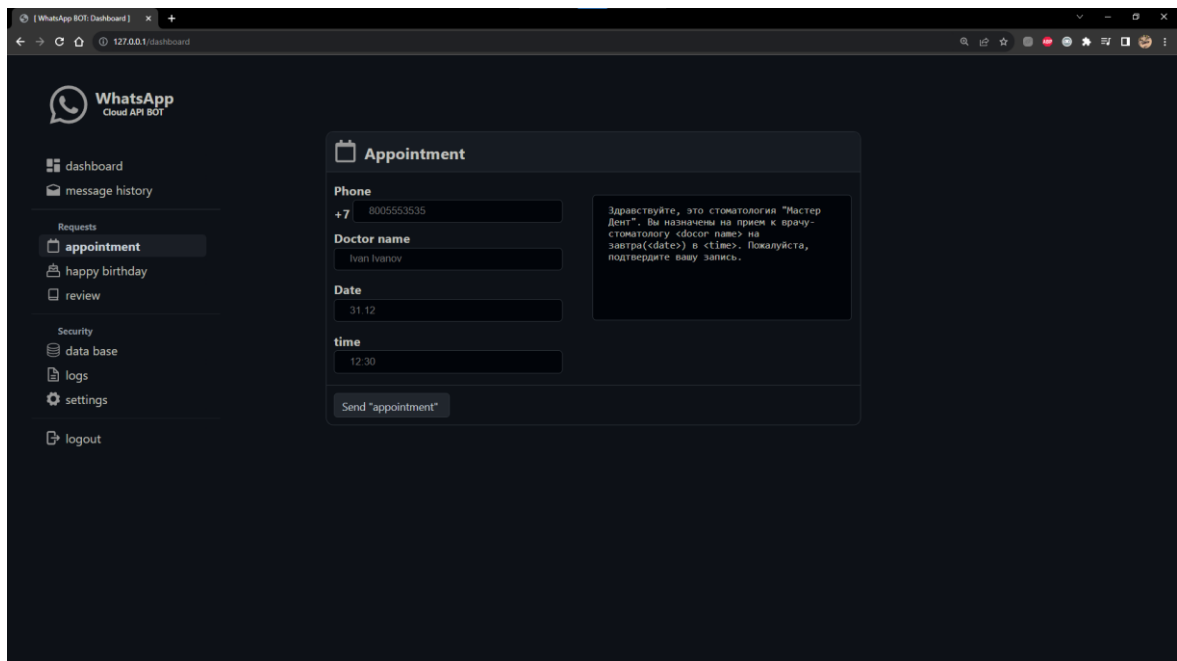 [WhatsApp BOT: Dashboard]
127.0.0.1/dashboard
WhatsApp
Cloud API BOT
dashboard
message history
Requests
appointment
happy birthday
review
Security
data base
logs
settings
logout
Appointment
Phone
+7 8005553535
Doctor name
Ivan Ivanov
Date
31.12
time
12:30
Send "appointment"
Здравствуйте, это стоматология "Мастер
Дент". Вы назначены на прием к врачу-
стоматологу <docor name> на
завтра(<date>) в <time>. Пожалуйста,
подтвердите вашу запись.